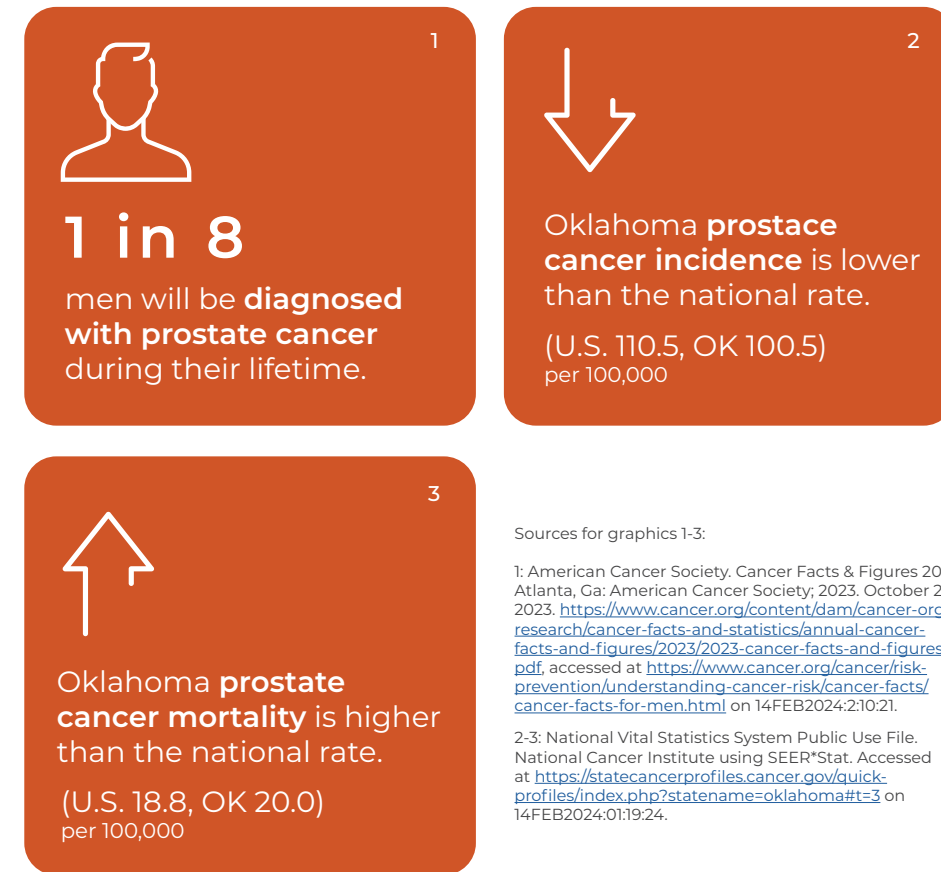 1
1 in 8
men will be diagnosed
with prostate cancer
during their lifetime.
2
Oklahoma prostace
cancer incidence is lower
than the national rate.
(U.S. 110.5, OK 100.5)
per 100,000
3
Oklahoma prostate
cancer mortality is higher
than the national rate.
(U.S. 18.8, OK 20.0)
per 100,000
Sources for graphics 1-3:
1: American Cancer Society. Cancer Facts & Figures 20
Atlanta, Ga: American Cancer Society; 2023. October 2
2023. https://www.cancer.org/content/dam/cancer-org
research/cancer-facts-and-statistics/annual-cancer-
facts-and-figures/2023/2023-cancer-facts-and-figures
pdf, accessed at https://www.cancer.org/cancer/risk-
prevention/understanding-cancer-risk/cancer-facts/
cancer-facts-for-men.html on 14FEB2024:2:10:21.
2-3: National Vital Statistics System Public Use File.
National Cancer Institute using SEER*Stat. Accessed
at https://statecancerprofiles.cancer.gov/quick-
profiles/index.php?statename=oklahoma#t=3 on
14FEB2024:01:19:24.